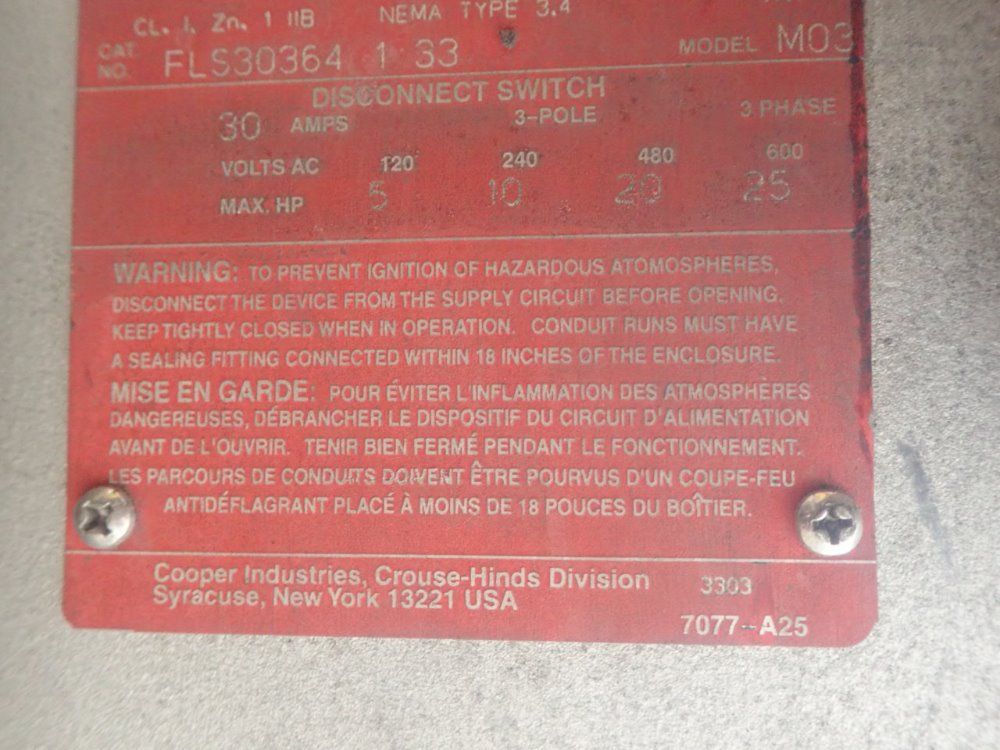 CL. I, Zn. 1 IIB NEMA TYPE 3,4
CAT. NO. FLS30364 1 33 MODEL M03
DISCONNECT SWITCH
30 AMPS 3-POLE 3 PHASE
VOLTS AC 120 240 480 600
MAX. HP 5 10 20 25
WARNING: TO PREVENT IGNITION OF HAZARDOUS ATOMOSPHERES,
DISCONNECT THE DEVICE FROM THE SUPPLY CIRCUIT BEFORE OPENING.
KEEP TIGHTLY CLOSED WHEN IN OPERATION. CONDUIT RUNS MUST HAVE
A SEALING FITTING CONNECTED WITHIN 18 INCHES OF THE ENCLOSURE.
MISE EN GARDE: POUR ÉVITER L'INFLAMMATION DES ATMOSPHÈRES
DANGEREUSES, DÉBRANCHER LE DISPOSITIF DU CIRCUIT D'ALIMENTATION
AVANT DE L'OUVRIR. TENIR BIEN FERMÉ PENDANT LE FONCTIONNEMENT.
LES PARCOURS DE CONDUITS DOIVENT ÊTRE POURVUS D'UN COUPE-FEU
ANTIDÉFLAGRANT PLACÉ À MOINS DE 18 POUCES DU BOÎTIER.
Cooper Industries, Crouse-Hinds Division 3303
Syracuse, New York 13221 USA
7077-A25